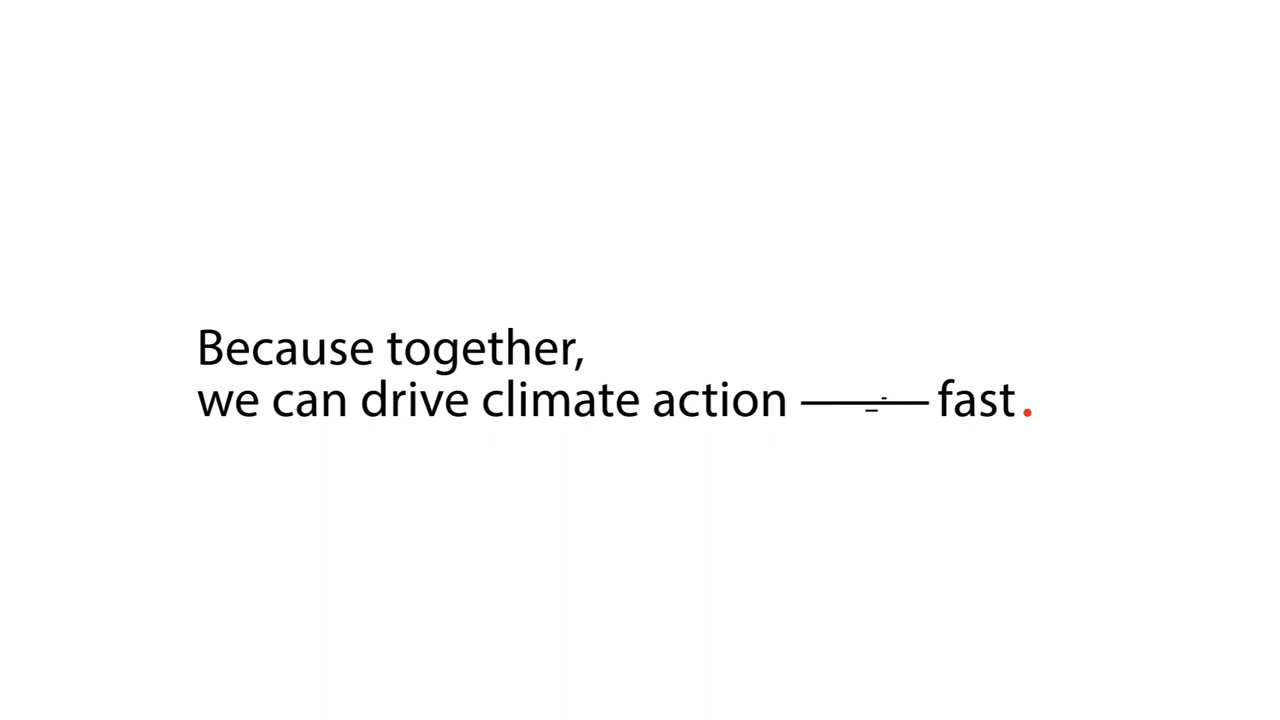 Because together,
we can drive climate action — fast.